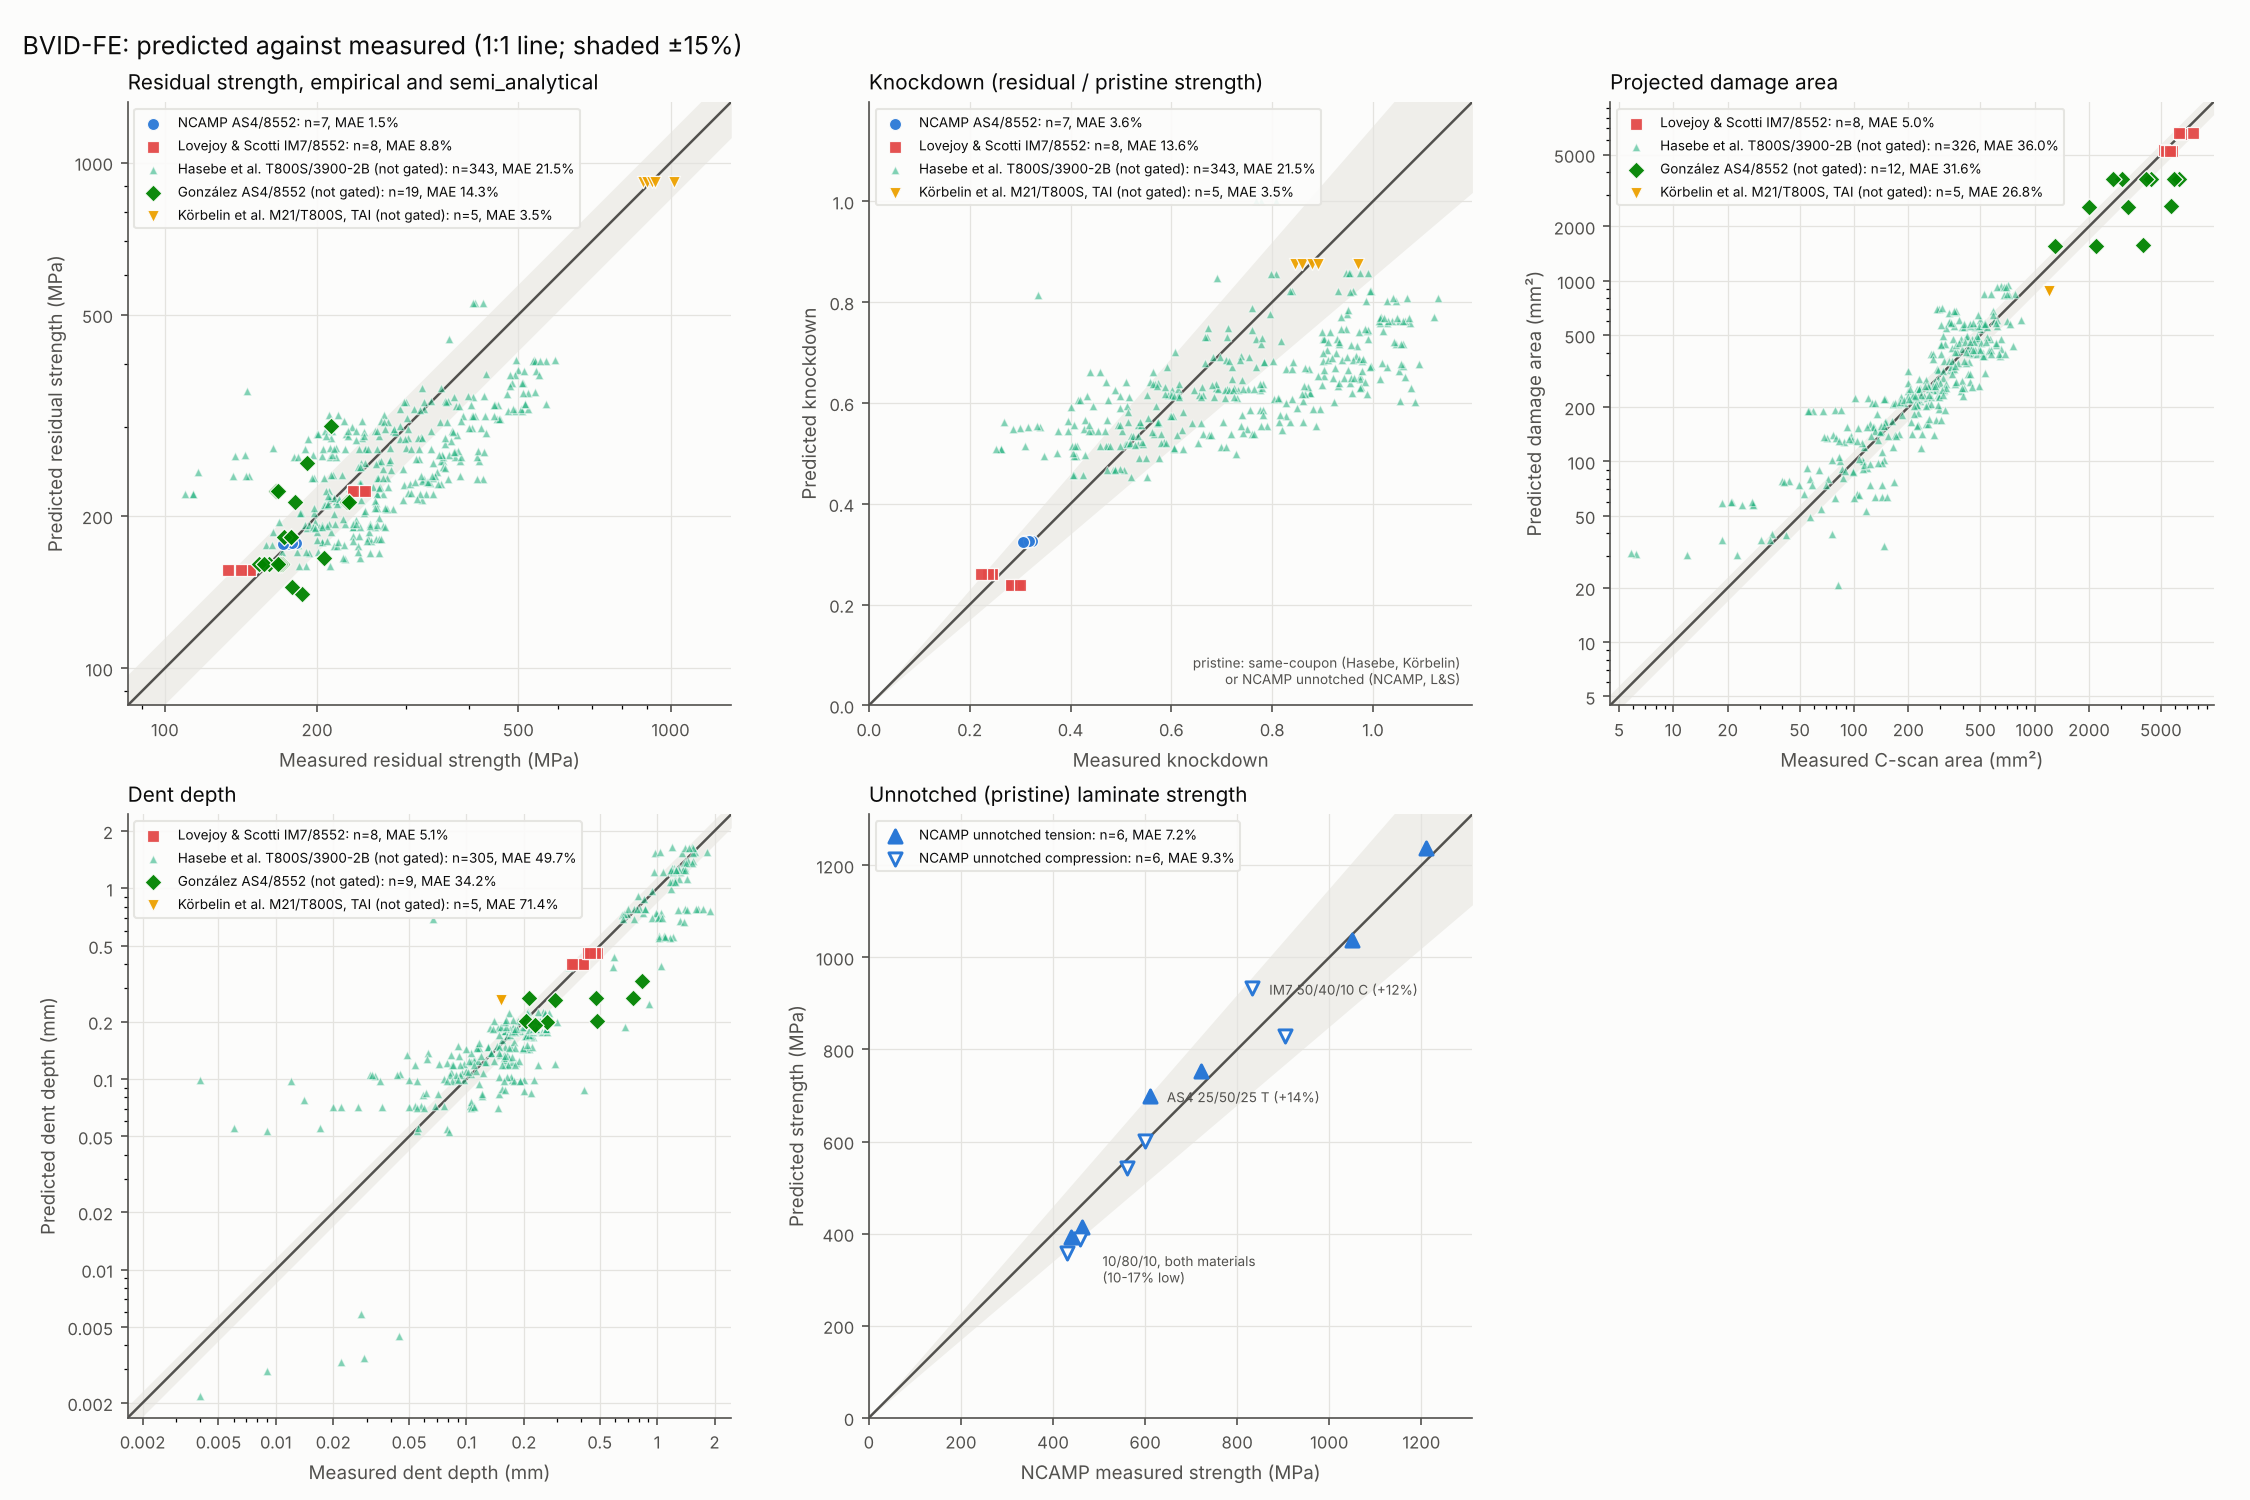 BVID-FE: predicted against measured (1:1 line; shaded ±15%)
Residual strength, empirical and semi_analytical
NCAMP AS4/8552: n=7, MAE 1.5%
Lovejoy & Scotti IM7/8552: n=8, MAE 8.8%
Hasebe et al. T800S/3900-2B (not gated): n=343, MAE 21.5%
González AS4/8552 (not gated): n=19, MAE 14.3%
Körbelin et al. M21/T800S, TAI (not gated): n=5, MAE 3.5%
1000
500
200
100
Predicted residual strength (MPa)
100 200 500 1000
Measured residual strength (MPa)
Knockdown (residual / pristine strength)
NCAMP AS4/8552: n=7, MAE 3.6%
Lovejoy & Scotti IM7/8552: n=8, MAE 13.6%
Hasebe et al. T800S/3900-2B (not gated): n=343, MAE 21.5%
Körbelin et al. M21/T800S, TAI (not gated): n=5, MAE 3.5%
1.0
0.8
0.6
0.4
0.2
0.0
Predicted knockdown
pristine: same-coupon (Hasebe, Körbelin)
or NCAMP unnotched (NCAMP, L&S)
0.0 0.2 0.4 0.6 0.8 1.0
Measured knockdown
Projected damage area
Lovejoy & Scotti IM7/8552: n=8, MAE 5.0%
Hasebe et al. T800S/3900-2B (not gated): n=326, MAE 36.0%
González AS4/8552 (not gated): n=12, MAE 31.6%
Körbelin et al. M21/T800S, TAI (not gated): n=5, MAE 26.8%
5000
2000
1000
500
200
100
50
20
10
5
Predicted damage area (mm²)
5 10 20 50 100 200 500 1000 2000 5000
Measured C-scan area (mm²)
Dent depth
Lovejoy & Scotti IM7/8552: n=8, MAE 5.1%
Hasebe et al. T800S/3900-2B (not gated): n=305, MAE 49.7%
González AS4/8552 (not gated): n=9, MAE 34.2%
Körbelin et al. M21/T800S, TAI (not gated): n=5, MAE 71.4%
2
1
0.5
0.2
0.1
0.05
0.02
0.01
0.005
0.002
Predicted dent depth (mm)
0.002 0.005 0.01 0.02 0.05 0.1 0.2 0.5 1 2
Measured dent depth (mm)
Unnotched (pristine) laminate strength
NCAMP unnotched tension: n=6, MAE 7.2%
NCAMP unnotched compression: n=6, MAE 9.3%
1200
1000
800
600
400
200
0
Predicted strength (MPa)
IM7 50/40/10 C (+12%)
AS4 25/50/25 T (+14%)
10/80/10, both materials
(10-17% low)
0 200 400 600 800 1000 1200
NCAMP measured strength (MPa)